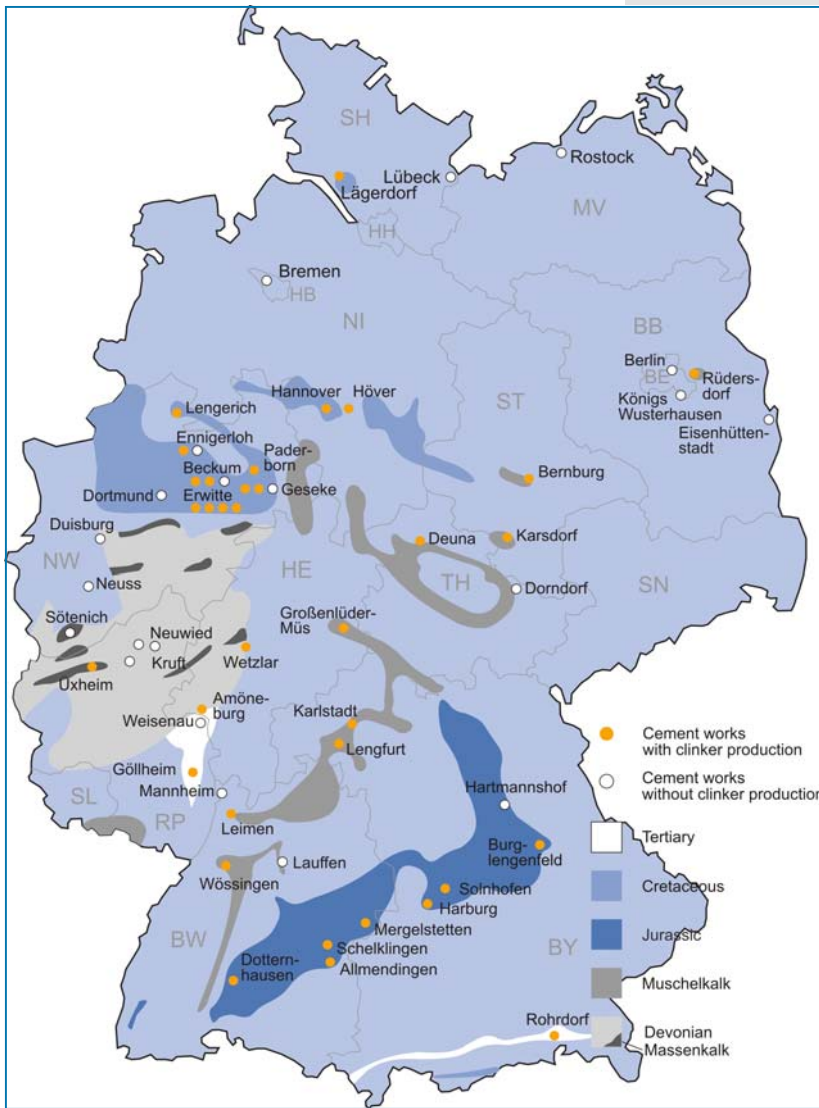 SH
Rostock
Lübeck
Lägerdorf
MV
HH
Bremen
HB
NI
BB
Berlin
BE
Rüders-
dorf
Königs
Wusterhausen
Eisenhütten-
stadt
Hannover
Höver
Lengerich
ST
Ennigerloh
Pader-
born
Beckum
Bernburg
Dortmund
Erwitte
Geseke
Duisburg
Deuna
Karsdorf
NW
HE
TH
SN
Neuss
Dorndorf
Großenlüder-
Müs
Sötenich
Neuwied
Kruft
Wetzlar
Üxheim
Amöne-
burg
Weisenau
Karlstadt
Lengfurt
Göllheim
Mannheim
Hartmannshof
SL
RP
Leimen
Burg-
lengenfeld
Lauffen
Wössingen
Solnhofen
Harburg
Mergelstetten
BW
BY
Schelklingen
Dottern-
hausen
Allmendingen
Rohrdorf
Cement works
with clinker production
Cement works
without clinker production
Tertiary
Cretaceous
Jurassic
Muschelkalk
Devonian
Massenkalk